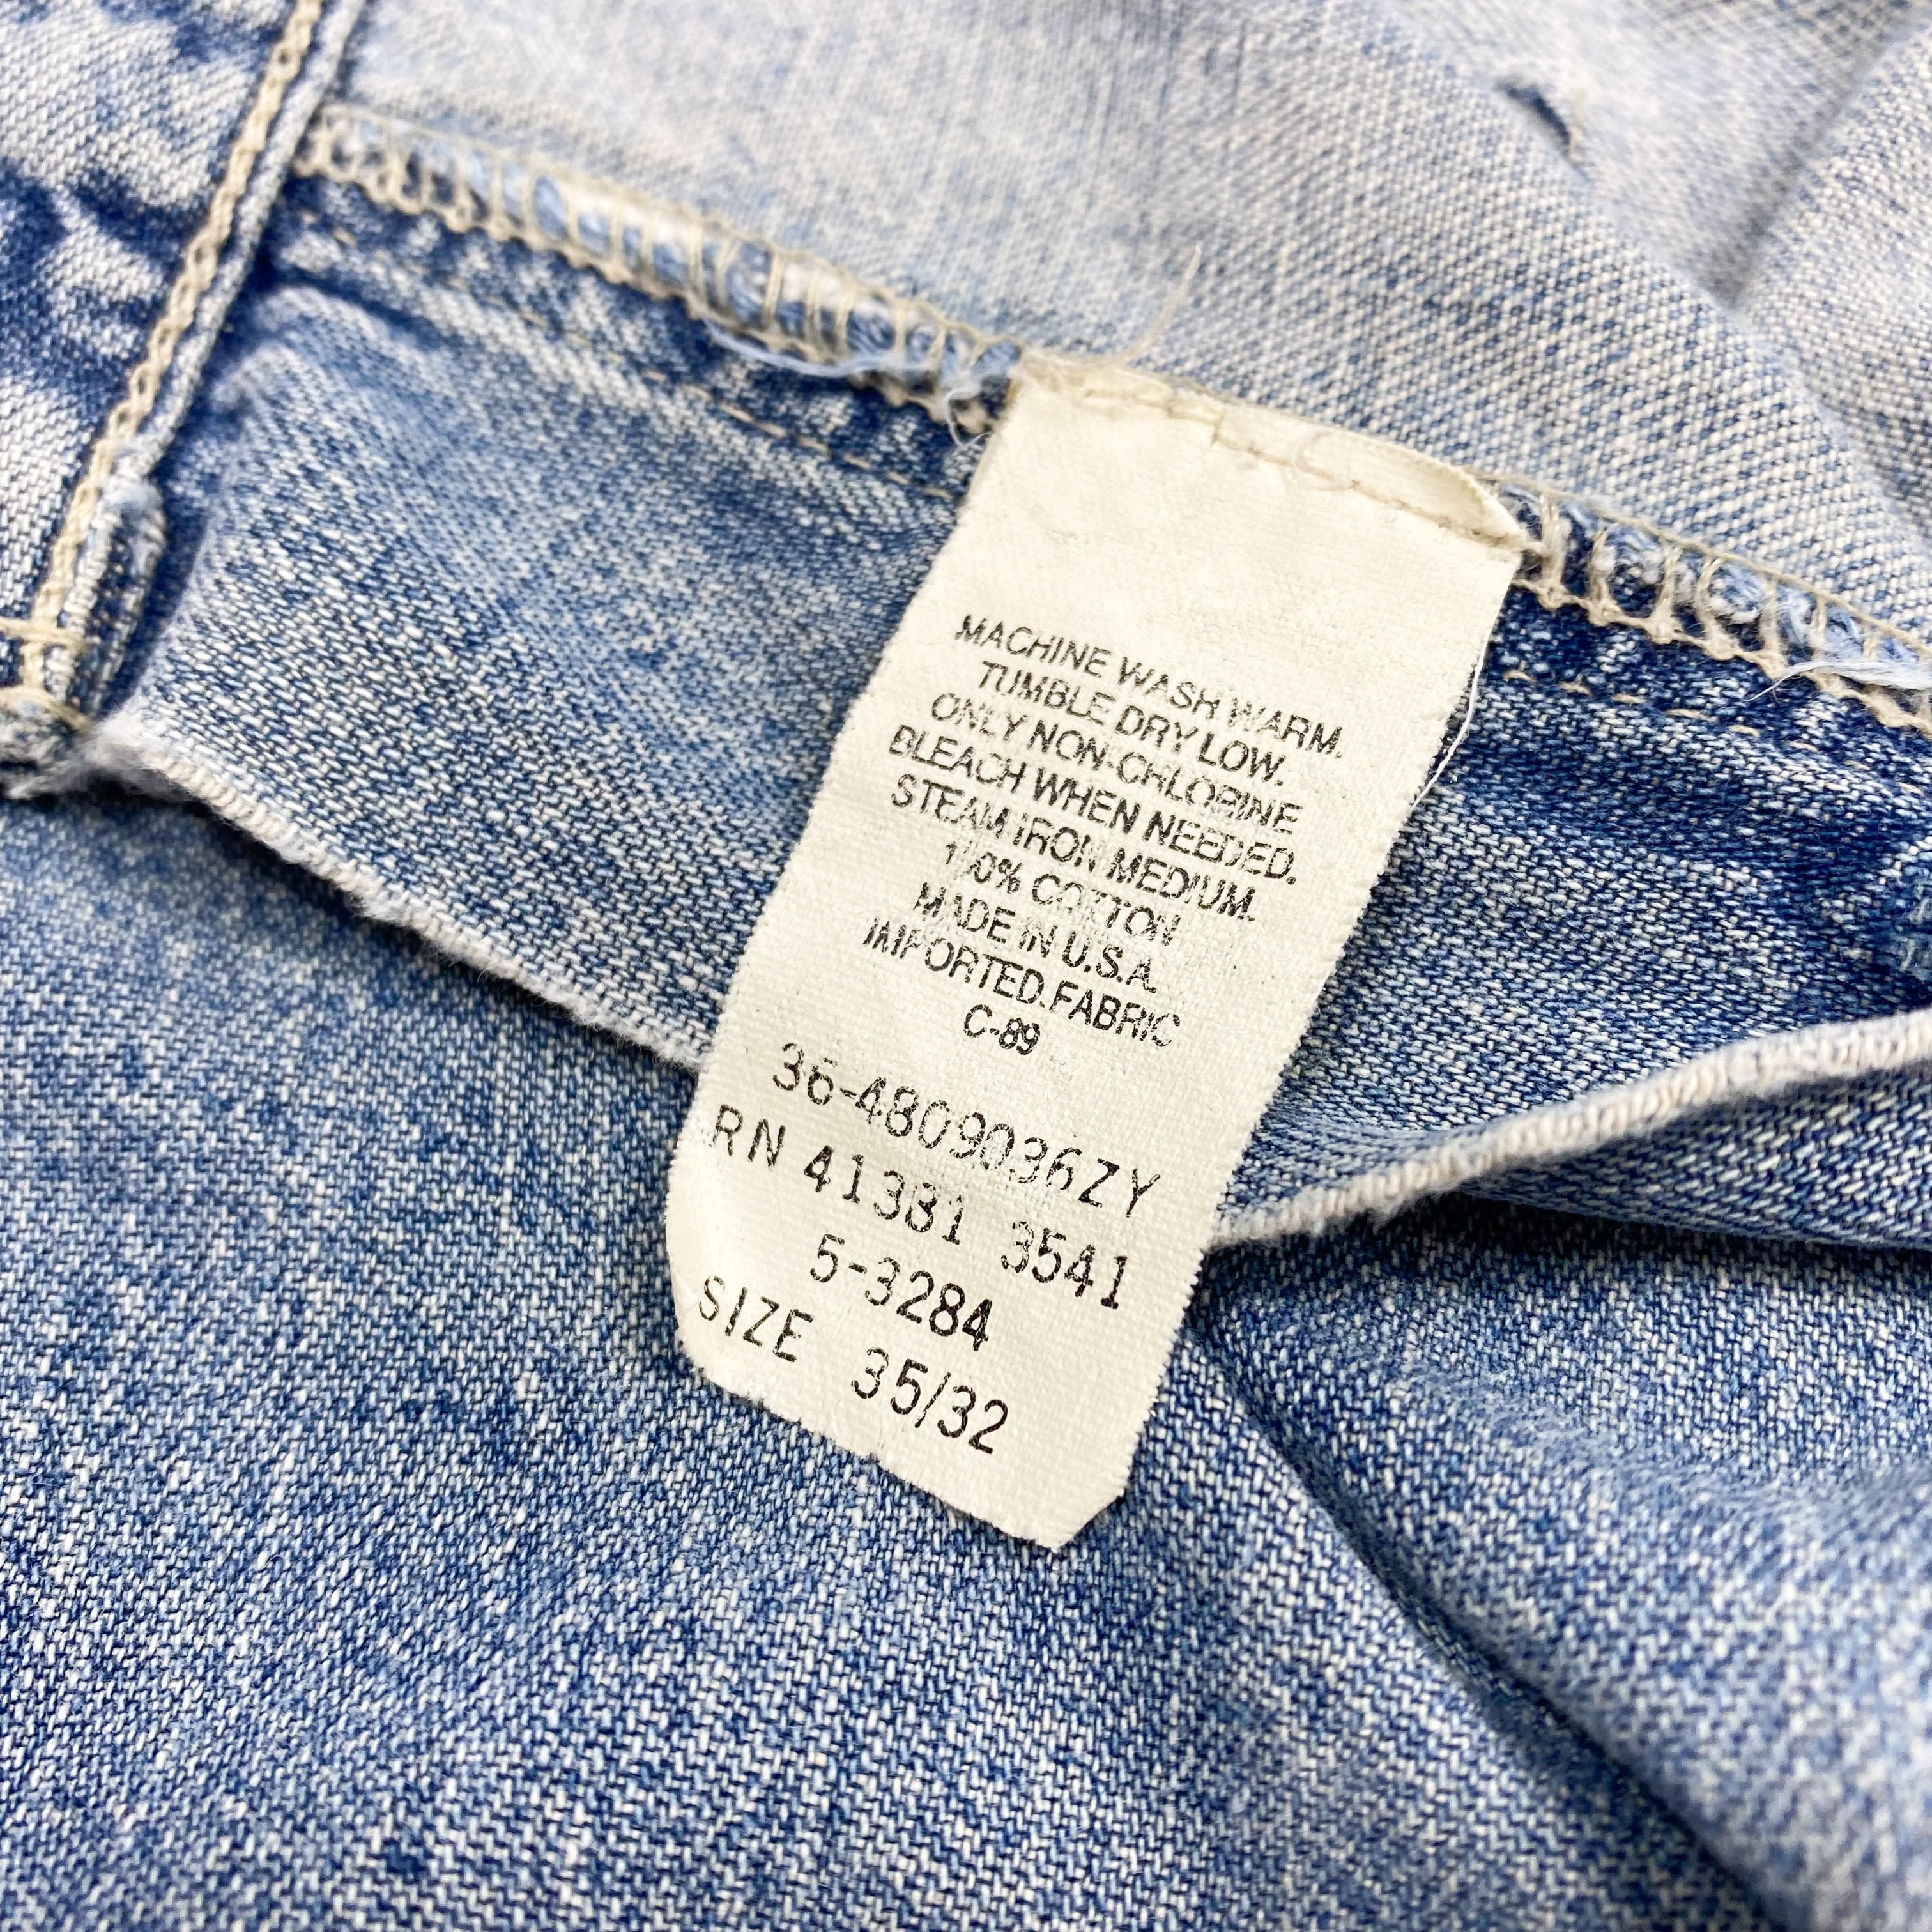 MACHINE WASH WARM.
TUMBLE DRY LOW.
ONLY NON-CHLORINE
BLEACH WHEN NEEDED.
STEAM IRON MEDIUM.
100% COTTON
MADE IN U.S.A.
IMPORTED FABRIC
C-89
36-4809036ZY
RN 41381 3541
5-3284
SIZE 35/32